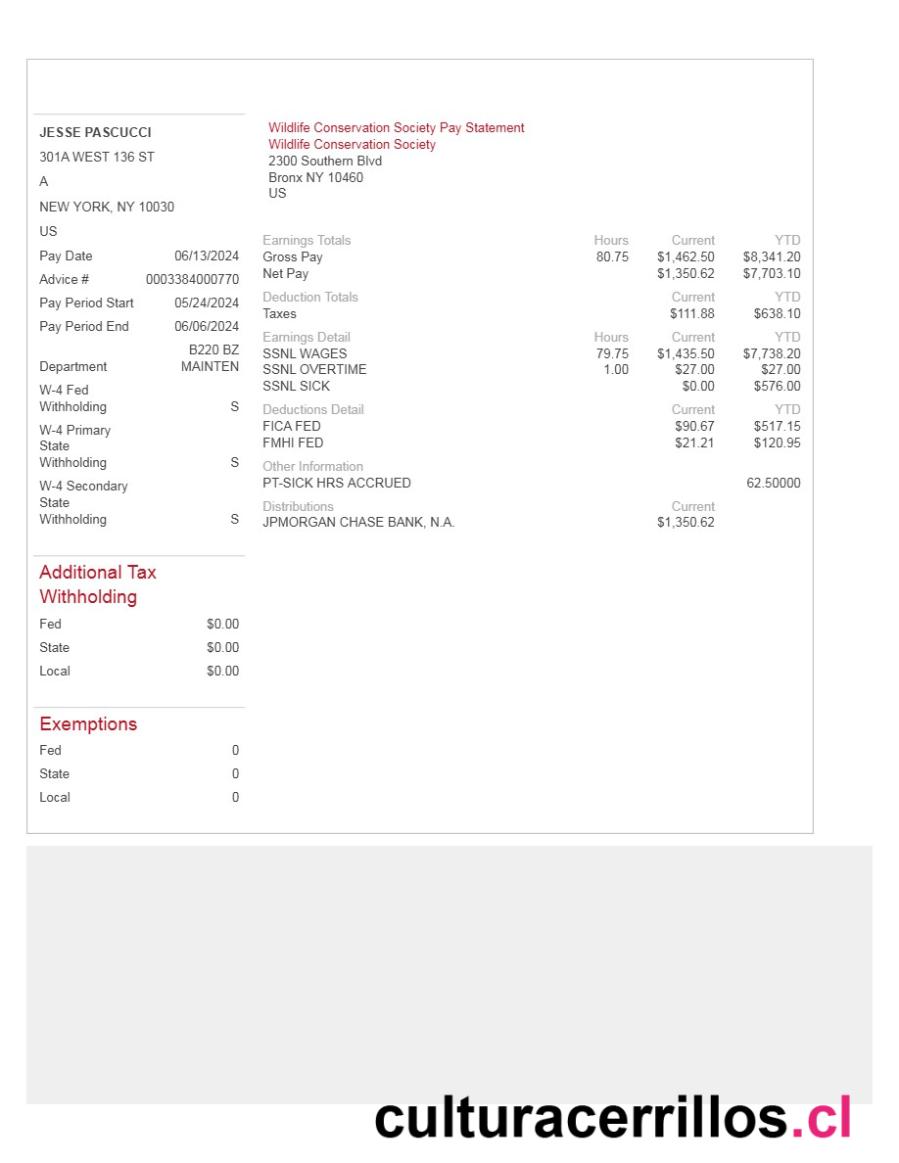 JESSE PASCUCCI
301A WEST 136 ST
A
NEW YORK, NY 10030
US
Pay Date 06/13/2024
Advice # 0003384000770
Pay Period Start 05/24/2024
Pay Period End 06/06/2024
B220 BZ
Department MAINTEN
W-4 Fed
Withholding S
W-4 Primary
State
Withholding S
W-4 Secondary
State
Withholding S
Additional Tax
Withholding
Fed $0.00
State $0.00
Local $0.00
Exemptions
Fed 0
State 0
Local 0
Wildlife Conservation Society Pay Statement
Wildlife Conservation Society
2300 Southern Blvd
Bronx NY 10460
US
Earnings Totals Hours Current YTD
Gross Pay 80.75 $1,462.50 $8,341.20
Net Pay $1,350.62 $7,703.10
Deduction Totals Current YTD
Taxes $111.88 $638.10
Earnings Detail Hours Current YTD
SSNL WAGES 79.75 $1,435.50 $7,738.20
SSNL OVERTIME 1.00 $27.00 $27.00
SSNL SICK $0.00 $576.00
Deductions Detail Current YTD
FICA FED $90.67 $517.15
FMHI FED $21.21 $120.95
Other Information
PT-SICK HRS ACCRUED 62.50000
Distributions Current
JPMORGAN CHASE BANK, N.A. $1,350.62
culturacerrillos.cl